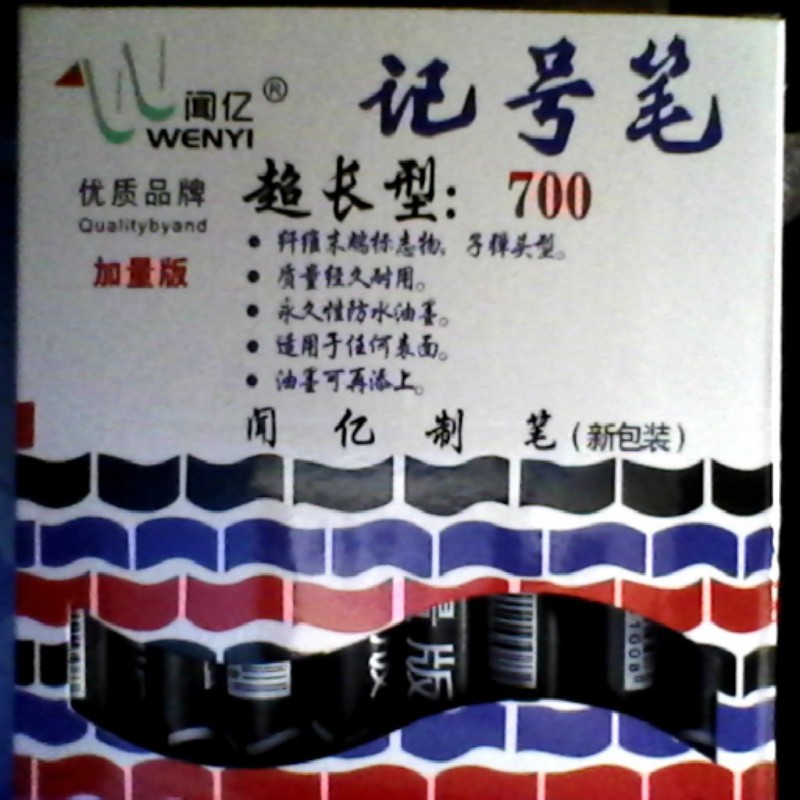 闻亿®
WENYI
记号笔
优质品牌
Qualitybyand
加量版
超长型：700
• 纤维末端标志物，子弹头型。
• 质量经久耐用。
• 永久性防水油墨。
• 适用于任何表面。
• 油墨可再添上。
闻亿制笔（新包装）
版